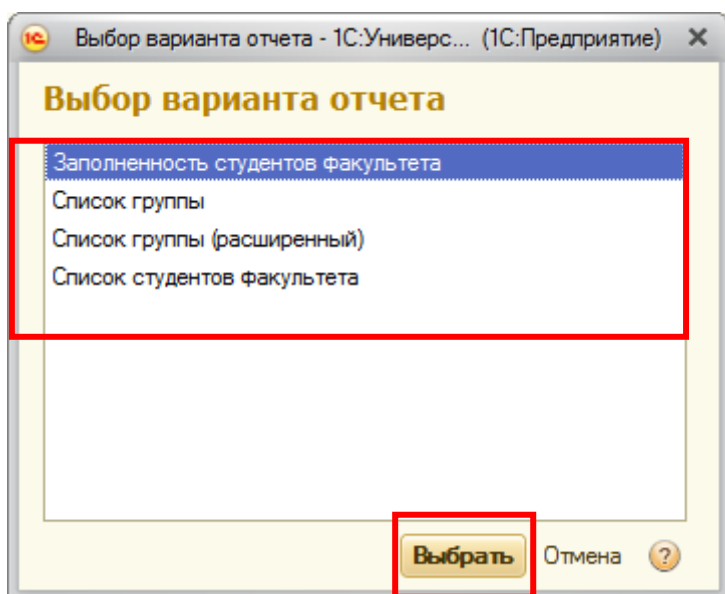 1С Выбор варианта отчета - 1С:Универс... (1С:Предприятие)
Выбор варианта отчета
Заполненность студентов факультета
Список группы
Список группы (расширенный)
Список студентов факультета
Выбрать Отмена ?